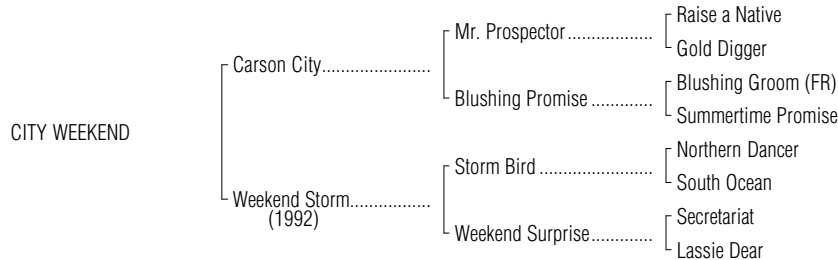 Raise a Native
Mr. Prospector..................
Gold Digger
Carson City.......................
Blushing Groom (FR)
Blushing Promise .............
Summertime Promise
CITY WEEKEND
Northern Dancer
Storm Bird ........................
South Ocean
Weekend Storm.................
(1992)
Secretariat
Weekend Surprise.............
Lassie Dear